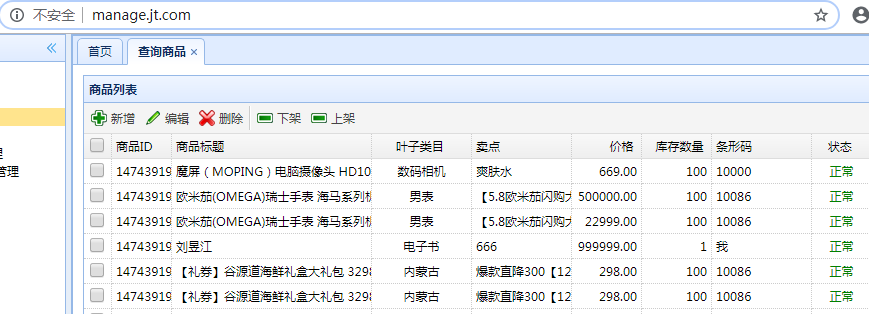 不安全 manage.jt.com
首页 查询商品
商品列表
新增 编辑 删除 下架 上架
商品ID 商品标题 叶子类目 卖点 价格 库存数量 条形码 状态
14743919 魔屏（MOPING）电脑摄像头 HD10 数码相机 爽肤水 669.00 100 10000 正常
管理
14743919 欧米茄(OMEGA)瑞士手表 海马系列机 男表 【5.8欧米茄闪购大 500000.00 100 10086 正常
14743919 欧米茄(OMEGA)瑞士手表 海马系列机 男表 【5.8欧米茄闪购大 22999.00 100 10086 正常
14743919 刘昱江 电子书 666 999999.00 1 我 正常
14743919 【礼券】谷源道海鲜礼盒大礼包 3298 内蒙古 爆款直降300【12 298.00 100 10086 正常
14743919 【礼券】谷源道海鲜礼盒大礼包 3298 内蒙古 爆款直降300【12 298.00 100 10086 正常